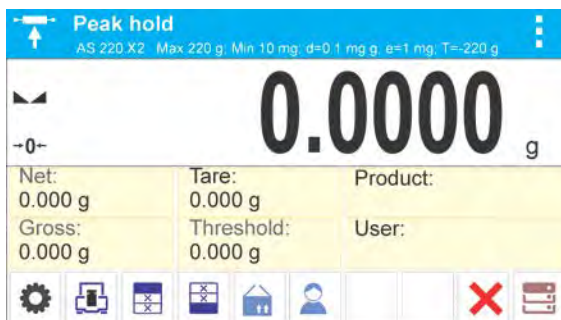 Peak hold
AS 220 X2 Max 220 g; Min 10 mg; d=0.1 mg g; e=1 mg; T=-220 g
→0←
0.0000 g
Net: Tare: Product:
0.000 g 0.000 g
Gross: Threshold: User:
0.000 g 0.000 g